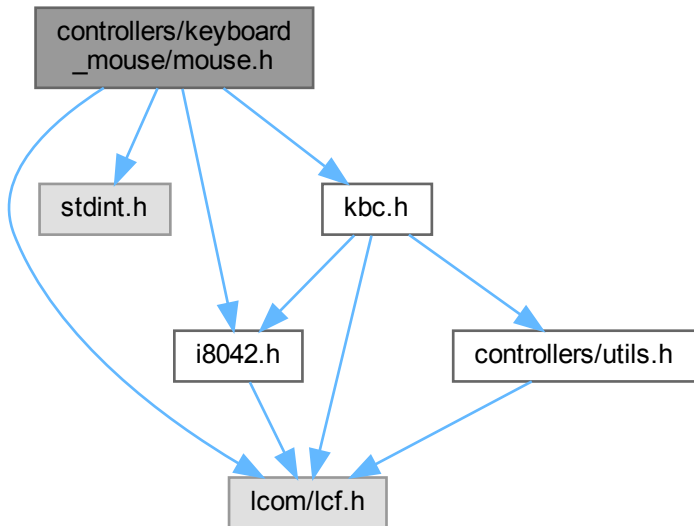 controllers/keyboard
_mouse/mouse.h
stdint.h
kbc.h
i8042.h
controllers/utils.h
lcom/lcf.h